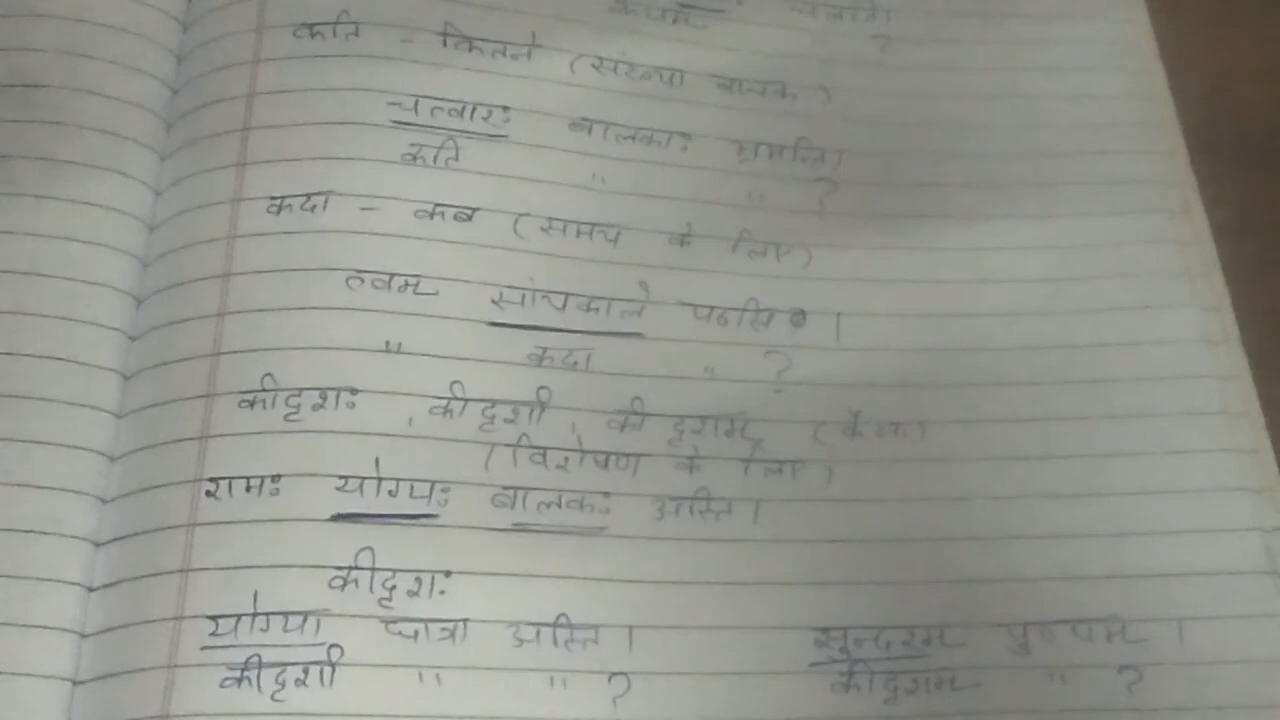 कति - कितने (संख्या वाचक)
चत्वारः बालकाः भ्रमन्ति।
कति " " ?
कदा - कब (समय के लिए)
त्वम सांयकाले पठसि ।
" कदा " ?
कीदृशः , कीदृशी , कीदृशम् (कैसा)
(विशेषण के लिए)
रामः योग्यः बालकः अस्ति।
कीदृशः
योग्या छात्रा अस्ति। सुन्दरम पुष्पम ।
कीदृशी " " ? कीदृशम " ?